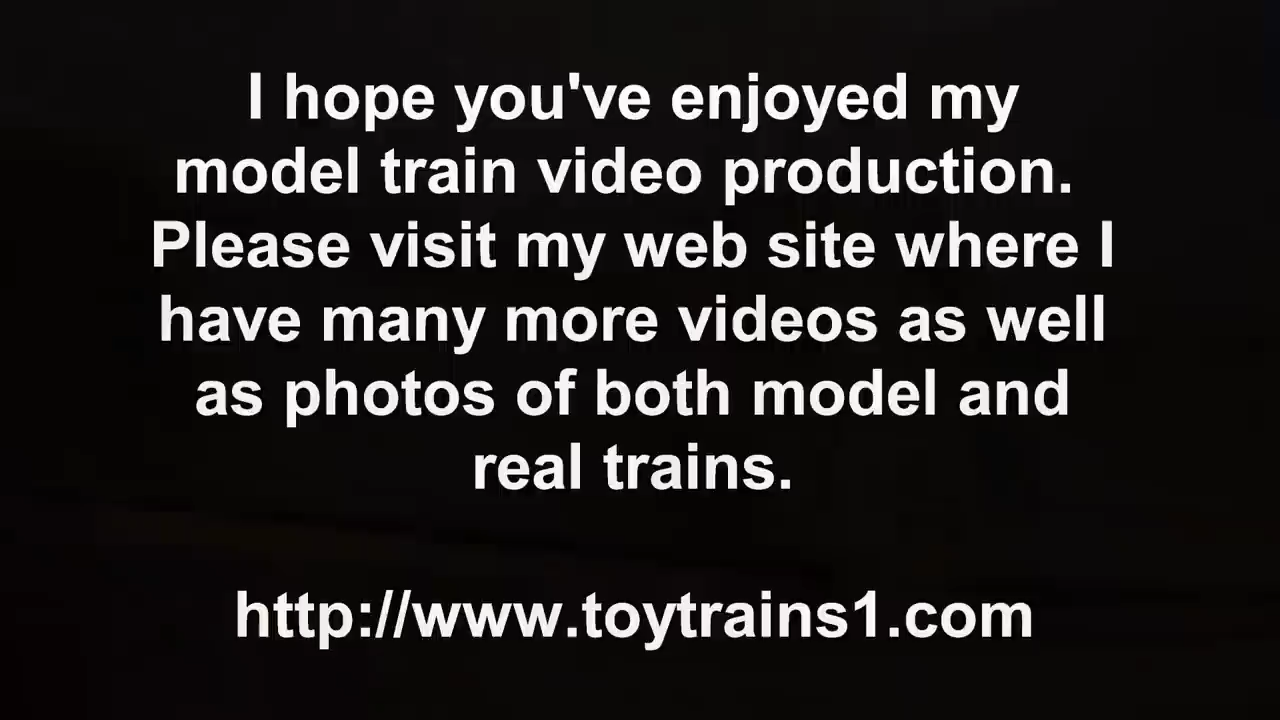 I hope you've enjoyed my
model train video production.
Please visit my web site where I
have many more videos as well
as photos of both model and
real trains.
http://www.toytrains1.com